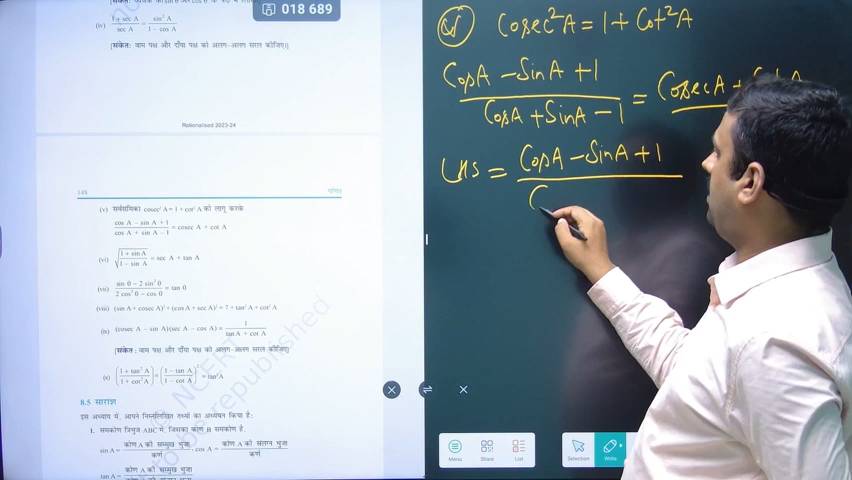 018 689
(iv) 1 + sec A / sec A = sin² A / 1 – cos A
[संकेत: वाम पक्ष और दाँया पक्ष को अलग-अलग सरल कीजिए।]
Rationalised 2023-24
148 गणित
(v) सर्वसमिका cosec² A = 1 + cot² A को लागू करके
cos A – sin A + 1 / cos A + sin A – 1 = cosec A + cot A
(vi) √1 + sin A / 1 – sin A = sec A + tan A
(vii) sin θ – 2 sin³ θ / 2 cos³ θ – cos θ = tan θ
(viii) (sin A + cosec A)² + (cos A + sec A)² = 7 + tan² A + cot² A
(ix) (cosec A – sin A)(sec A – cos A) = 1 / tan A + cot A
[संकेत: वाम पक्ष और दाँया पक्ष को अलग-अलग सरल कीजिए]
(x) (1 + tan² A / 1 + cot² A) = (1 – tan A / 1 – cot A)² = tan² A
8.5 सारांश
इस अध्याय में, आपने निम्नलिखित तथ्यों का अध्ययन किया है:
1. समकोण त्रिभुज ABC में, जिसका कोण B समकोण है,
sin A = कोण A की सम्मुख भुजा / कर्ण , cos A = कोण A की संलग्न भुजा / कर्ण
tan A = कोण A की सम्मुख भुजा
© NCERT
republished
Cosec²A = 1 + Cot²A
CosA – SinA + 1 / CosA + SinA – 1 = CosecA +
LHS = CosA – SinA + 1
C
Menu Share List Selection Write